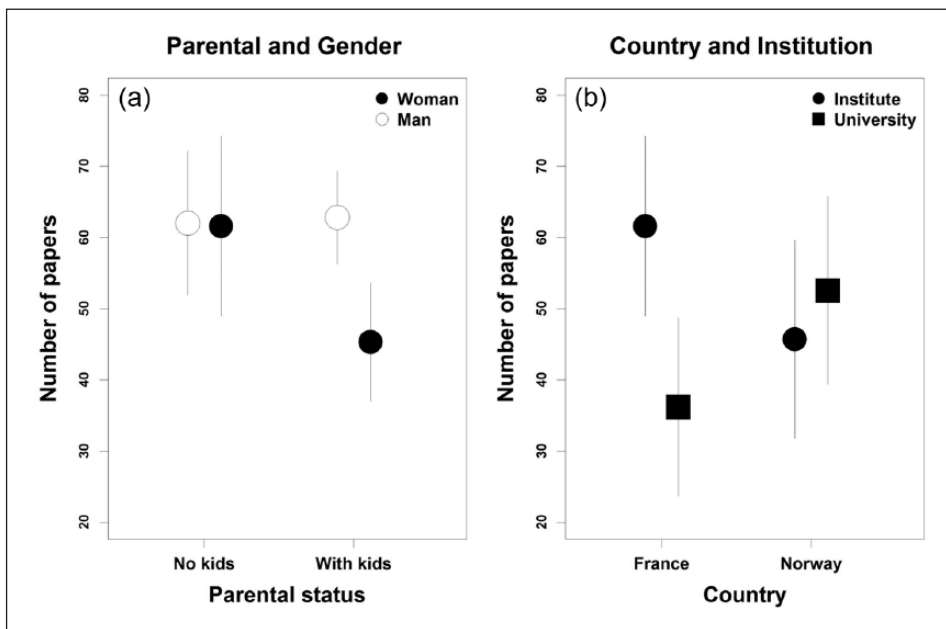 Parental and Gender
(a)
Woman
Man
80
70
60
50
40
30
20
Number of papers
No kids
With kids
Parental status
Country and Institution
(b)
Institute
University
80
70
60
50
40
30
20
Number of papers
France
Norway
Country